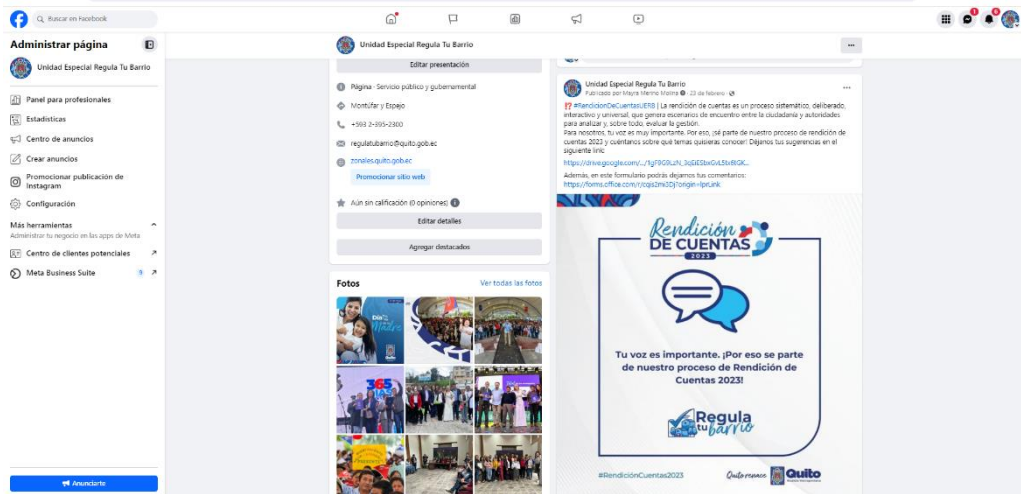 Buscar en Facebook
1
6
Administrar página
Unidad Especial Regula Tu Barrio
Panel para profesionales
Estadísticas
Centro de anuncios
Crear anuncios
Promocionar publicación de
Instagram
Configuración
Más herramientas
Administrar tu negocio en las apps de Meta
Centro de clientes potenciales
Meta Business Suite
9
Anunciarte
Unidad Especial Regula Tu Barrio
Editar presentación
Página · Servicio público y gubernamental
Montúfar y Espejo
+593 2-395-2300
regulatubarrio@quito.gob.ec
zonales.quito.gob.ec
Promocionar sitio web
Aún sin calificación (0 opiniones)
Editar detalles
Agregar destacados
Fotos
Ver todas las fotos
Día
Madre
365
DÍAS
Unidad Especial Regula Tu Barrio
Publicado por Mayra Merino Molina · 23 de febrero ·
⁉ #RendicionDeCuentasUERB | La rendición de cuentas es un proceso sistemático, deliberado,
interactivo y universal, que genera escenarios de encuentro entre la ciudadanía y autoridades
para analizar y, sobre todo, evaluar la gestión.
Para nosotros, tu voz es muy importante. Por eso, ¡sé parte de nuestro proceso de rendición de
cuentas 2023 y cuéntanos sobre qué temas quisieras conocer! Déjanos tus sugerencias en el
siguiente link:
Además, en este formulario podrás dejarnos tus comentarios:
Rendición
DE CUENTAS
2023
Tu voz es importante. ¡Por eso se parte
de nuestro proceso de Rendición de
Cuentas 2023!
Regula
tu barrio
#RendiciónCuentas2023
Quito renace
Quito